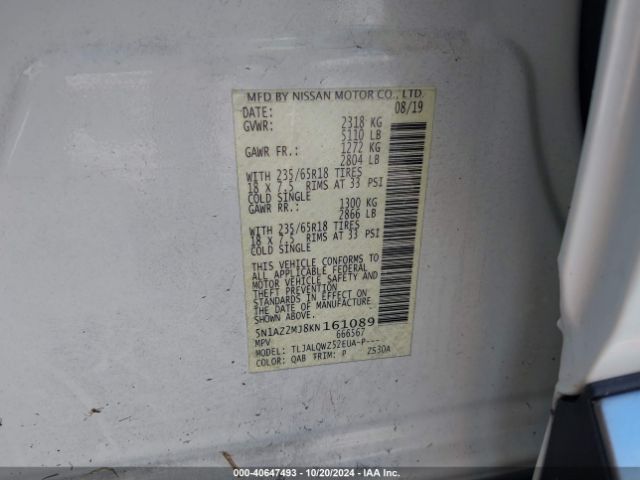 MFD BY NISSAN MOTOR CO., LTD.
DATE: 08/19
GVWR: 2318 KG
5110 LB
GAWR FR.: 1272 KG
2804 LB
WITH 235/65R18 TIRES
18 X 7.5 RIMS AT 33 PSI
COLD SINGLE
GAWR RR.: 1300 KG
2866 LB
WITH 235/65R18 TIRES
18 X 7.5 RIMS AT 33 PSI
COLD SINGLE
THIS VEHICLE CONFORMS TO
ALL APPLICABLE FEDERAL
MOTOR VEHICLE SAFETY AND
THEFT PREVENTION
STANDARDS IN EFFECT ON
THE DATE OF MANUFACTURE
SHOWN ABOVE.
5N1AZ2MJ8KN161089
MPV 666567
MODEL: TLJALQWZ52EUA-P---
COLOR: QAB TRIM: P Z530A
000-40647493 - 10/20/2024 - IAA Inc.